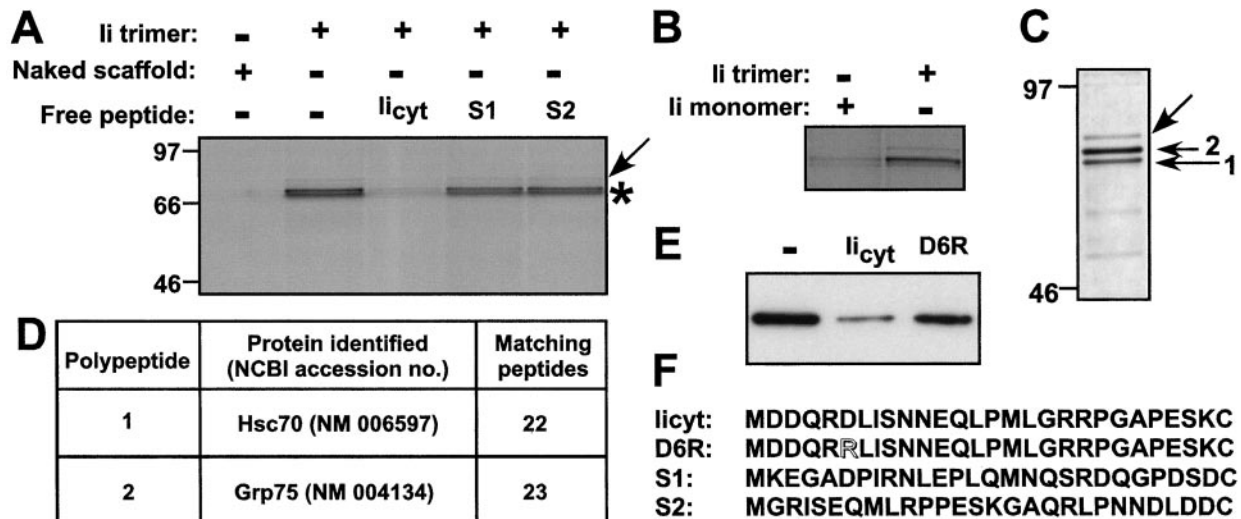 A
Ii trimer: - + + + +
Naked scaffold: + - - - -
Free peptide: - - Iicyt S1 S2
97
66
46
*
B
Ii trimer: - +
Ii monomer: + -
C
97
2
1
46
D
Polypeptide Protein identified (NCBI accession no.) Matching peptides
1 Hsc70 (NM 006597) 22
2 Grp75 (NM 004134) 23
E
- Iicyt D6R
F
Iicyt: MDDQRDLISNNEQLPMLGRRPGAPESKC
D6R: MDDQRRLISNNEQLPMLGRRPGAPESKC
S1: MKEGADPIRNLEPLQMNQSRDQGPDSDC
S2: MGRISEQMLRPPESKGAQRLPNNDLDDC